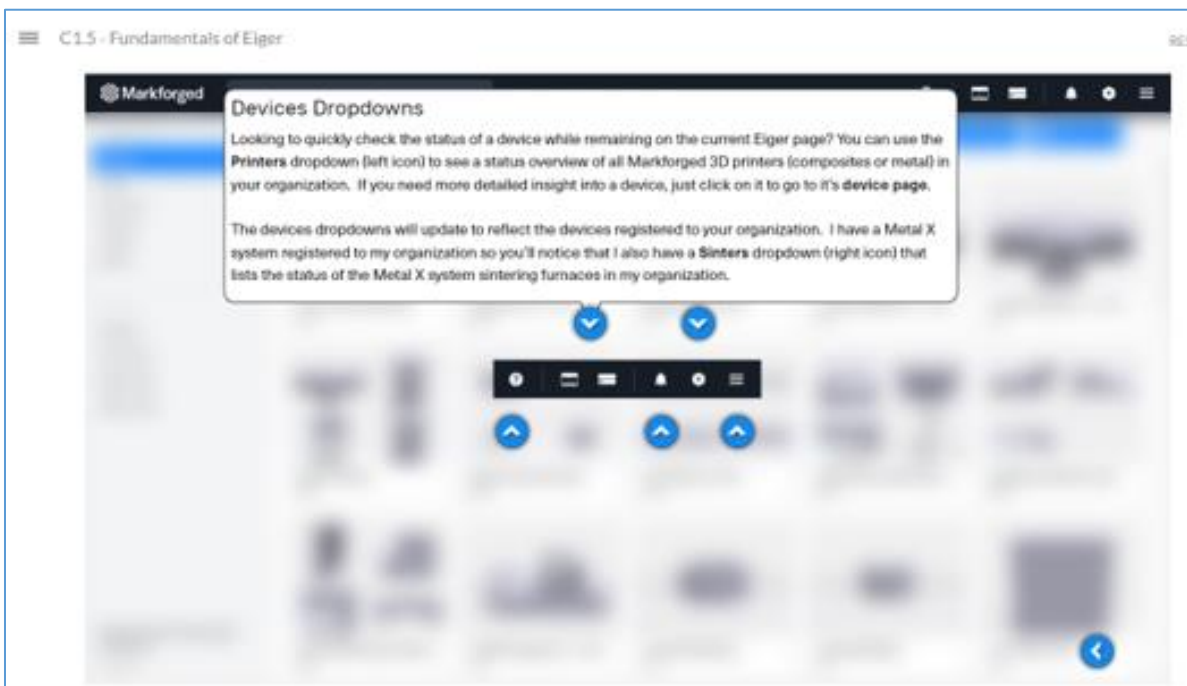 C1.5 - Fundamentals of Eiger
RE
Markforged
Devices Dropdowns
Looking to quickly check the status of a device while remaining on the current Eiger page? You can use the
Printers dropdown (left icon) to see a status overview of all Markforged 3D printers (composites or metal) in
your organization. If you need more detailed insight into a device, just click on it to go to it's device page.
The devices dropdowns will update to reflect the devices registered to your organization. I have a Metal X
system registered to my organization so you'll notice that I also have a Sinters dropdown (right icon) that
lists the status of the Metal X system sintering furnaces in my organization.